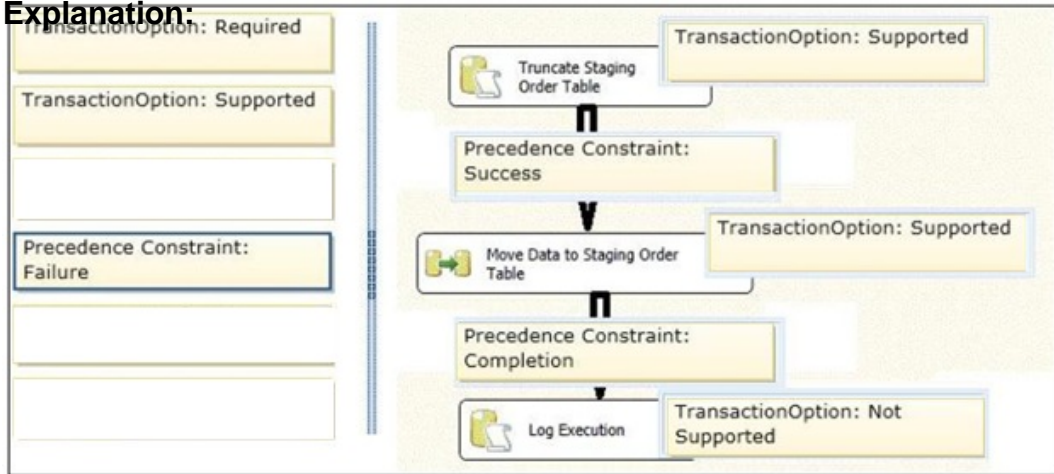 Explanation:
TransactionOption: Required
TransactionOption: Supported
Precedence Constraint:
Failure
TransactionOption: Supported
Truncate Staging
Order Table
Precedence Constraint:
Success
TransactionOption: Supported
Move Data to Staging Order
Table
Precedence Constraint:
Completion
TransactionOption: Not
Supported
Log Execution